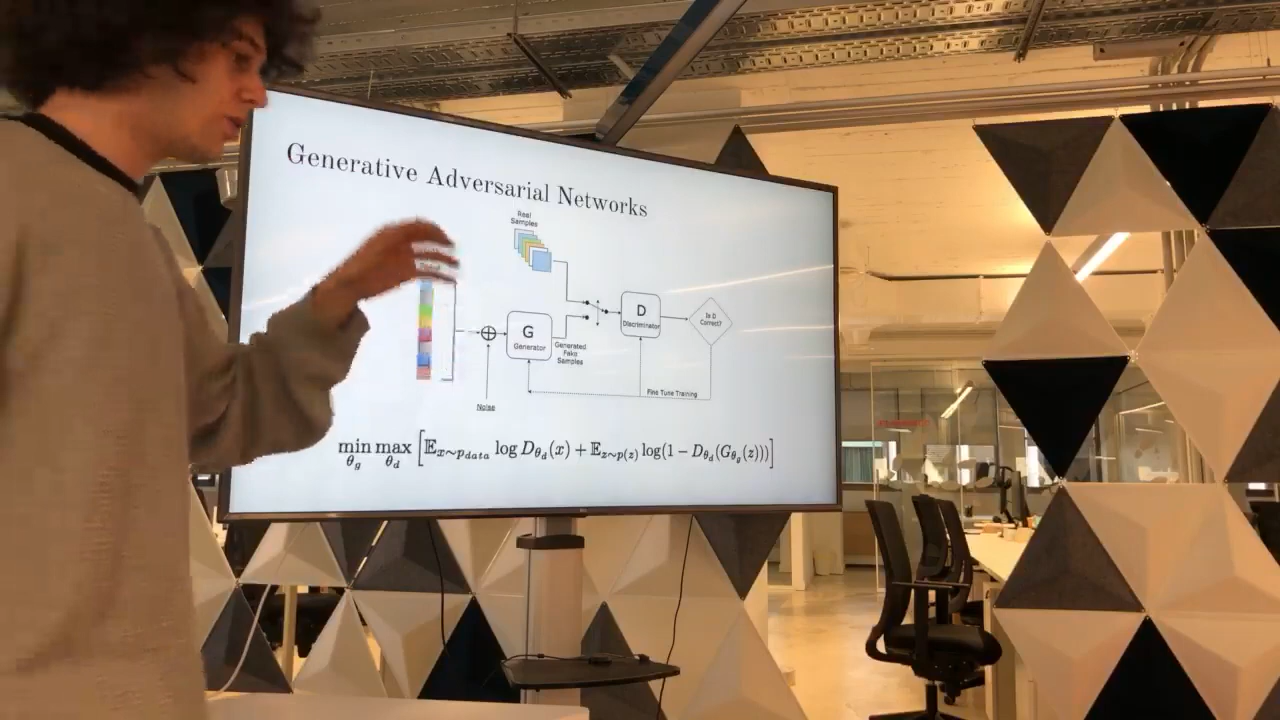 Generative Adversarial Networks
Real
Samples
G
Generator
Generated
Fake
Samples
D
Discriminator
Is D
Correct?
Noise
Fine Tune Training
min max [𝔼x∼pdata log Dθd(x) + 𝔼z∼p(z) log(1 − Dθd(Gθg(z)))]
θg θd